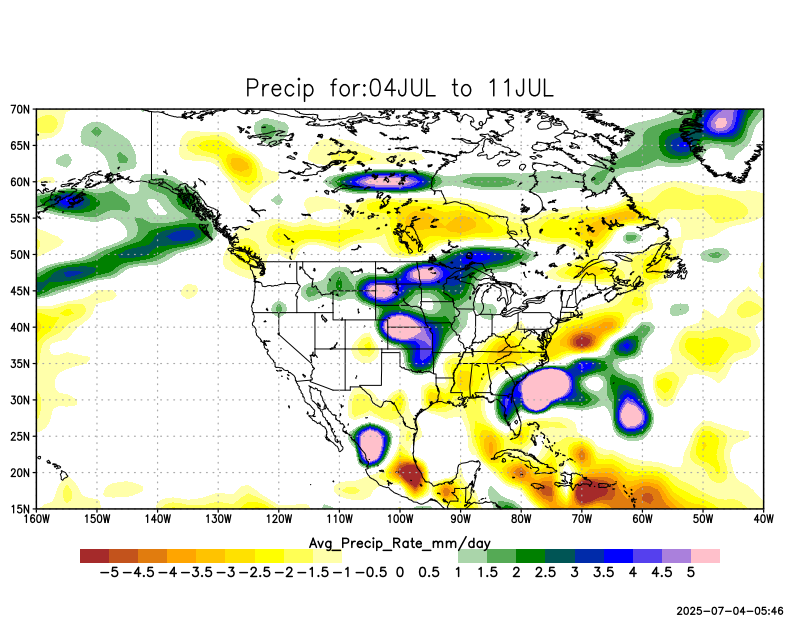 Precip for:04JUL to 11JUL
70N
65N
60N
55N
50N
45N
40N
35N
30N
25N
20N
15N
160W 150W 140W 130W 120W 110W 100W 90W 80W 70W 60W 50W 40W
Avg_Precip_Rate_mm/day
-5 -4.5 -4 -3.5 -3 -2.5 -2 -1.5 -1 -0.5 0 0.5 1 1.5 2 2.5 3 3.5 4 4.5 5
2025-07-04-05:46